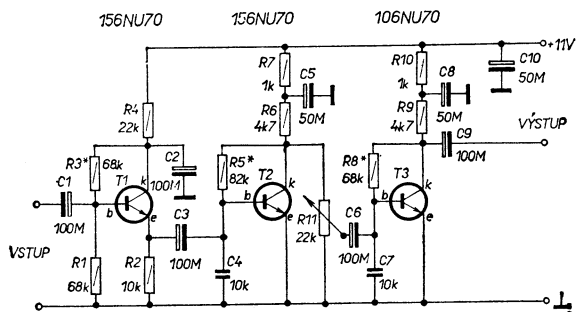 156NU70 156NU70 106NU70
+11V
R7 1k
C5 50M
R10 1k
C8 50M
C10 50M
R4 22k
R6 4k7
R9 4k7
C9 100M
VÝSTUP
R3* 68k
C2 100M
R5* 82k
R8* 68k
C1 100M
T1 k b e
T2 k b e
T3 k b e
C3 100M
R11 22k
C6 100M
VSTUP
R1 68k
R2 10k
C4 10k
C7 10k